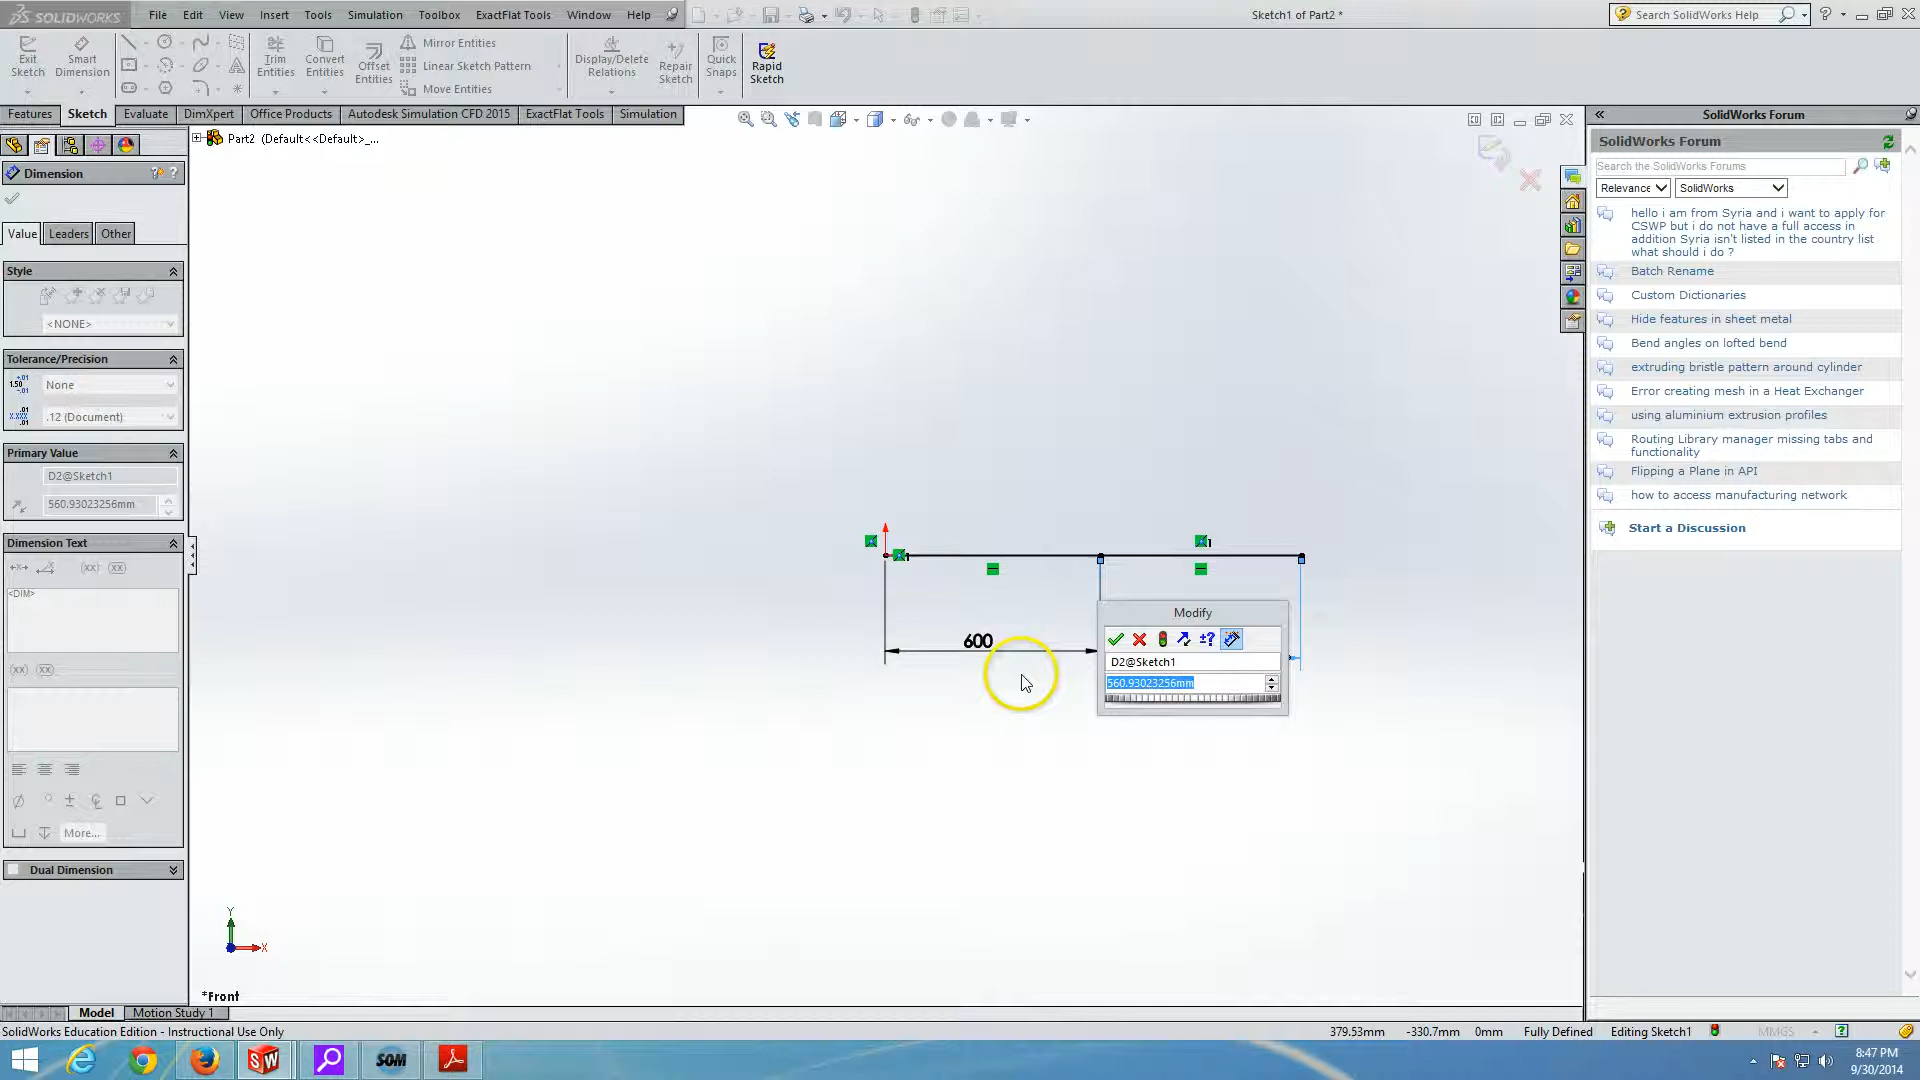 SOLIDWORKS
File Edit View Insert Tools Simulation Toolbox ExactFlat Tools Window Help
Sketch1 of Part2 *
Search SolidWorks Help
Exit Sketch
Smart Dimension
Trim Entities
Convert Entities
Offset Entities
Mirror Entities
Linear Sketch Pattern
Move Entities
Display/Delete Relations
Repair Sketch
Quick Snaps
Rapid Sketch
Features Sketch Evaluate DimXpert Office Products Autodesk Simulation CFD 2015 ExactFlat Tools Simulation
SolidWorks Forum
Part2 (Default<<Default>_...
Dimension
Value Leaders Other
Style
<NONE>
Tolerance/Precision
None
.12 (Document)
Primary Value
D2@Sketch1
560.93023256mm
Dimension Text
(xx) (xx)
<DIM>
(xx) (xx)
More...
Dual Dimension
600
1
1
Modify
D2@Sketch1
560.93023256mm
Y
X
*Front
SolidWorks Forum
Search the SolidWorks Forums
Relevance SolidWorks
hello i am from Syria and i want to apply for
CSWP but i do not have a full access in
addition Syria isn't listed in the country list
what should i do ?
Batch Rename
Custom Dictionaries
Hide features in sheet metal
Bend angles on lofted bend
extruding bristle pattern around cylinder
Error creating mesh in a Heat Exchanger
using aluminium extrusion profiles
Routing Library manager missing tabs and
functionality
Flipping a Plane in API
how to access manufacturing network
Start a Discussion
Model Motion Study 1
SolidWorks Education Edition - Instructional Use Only
379.53mm -330.7mm 0mm Fully Defined Editing Sketch1 MMGS
SW SOM
8:47 PM
9/30/2014